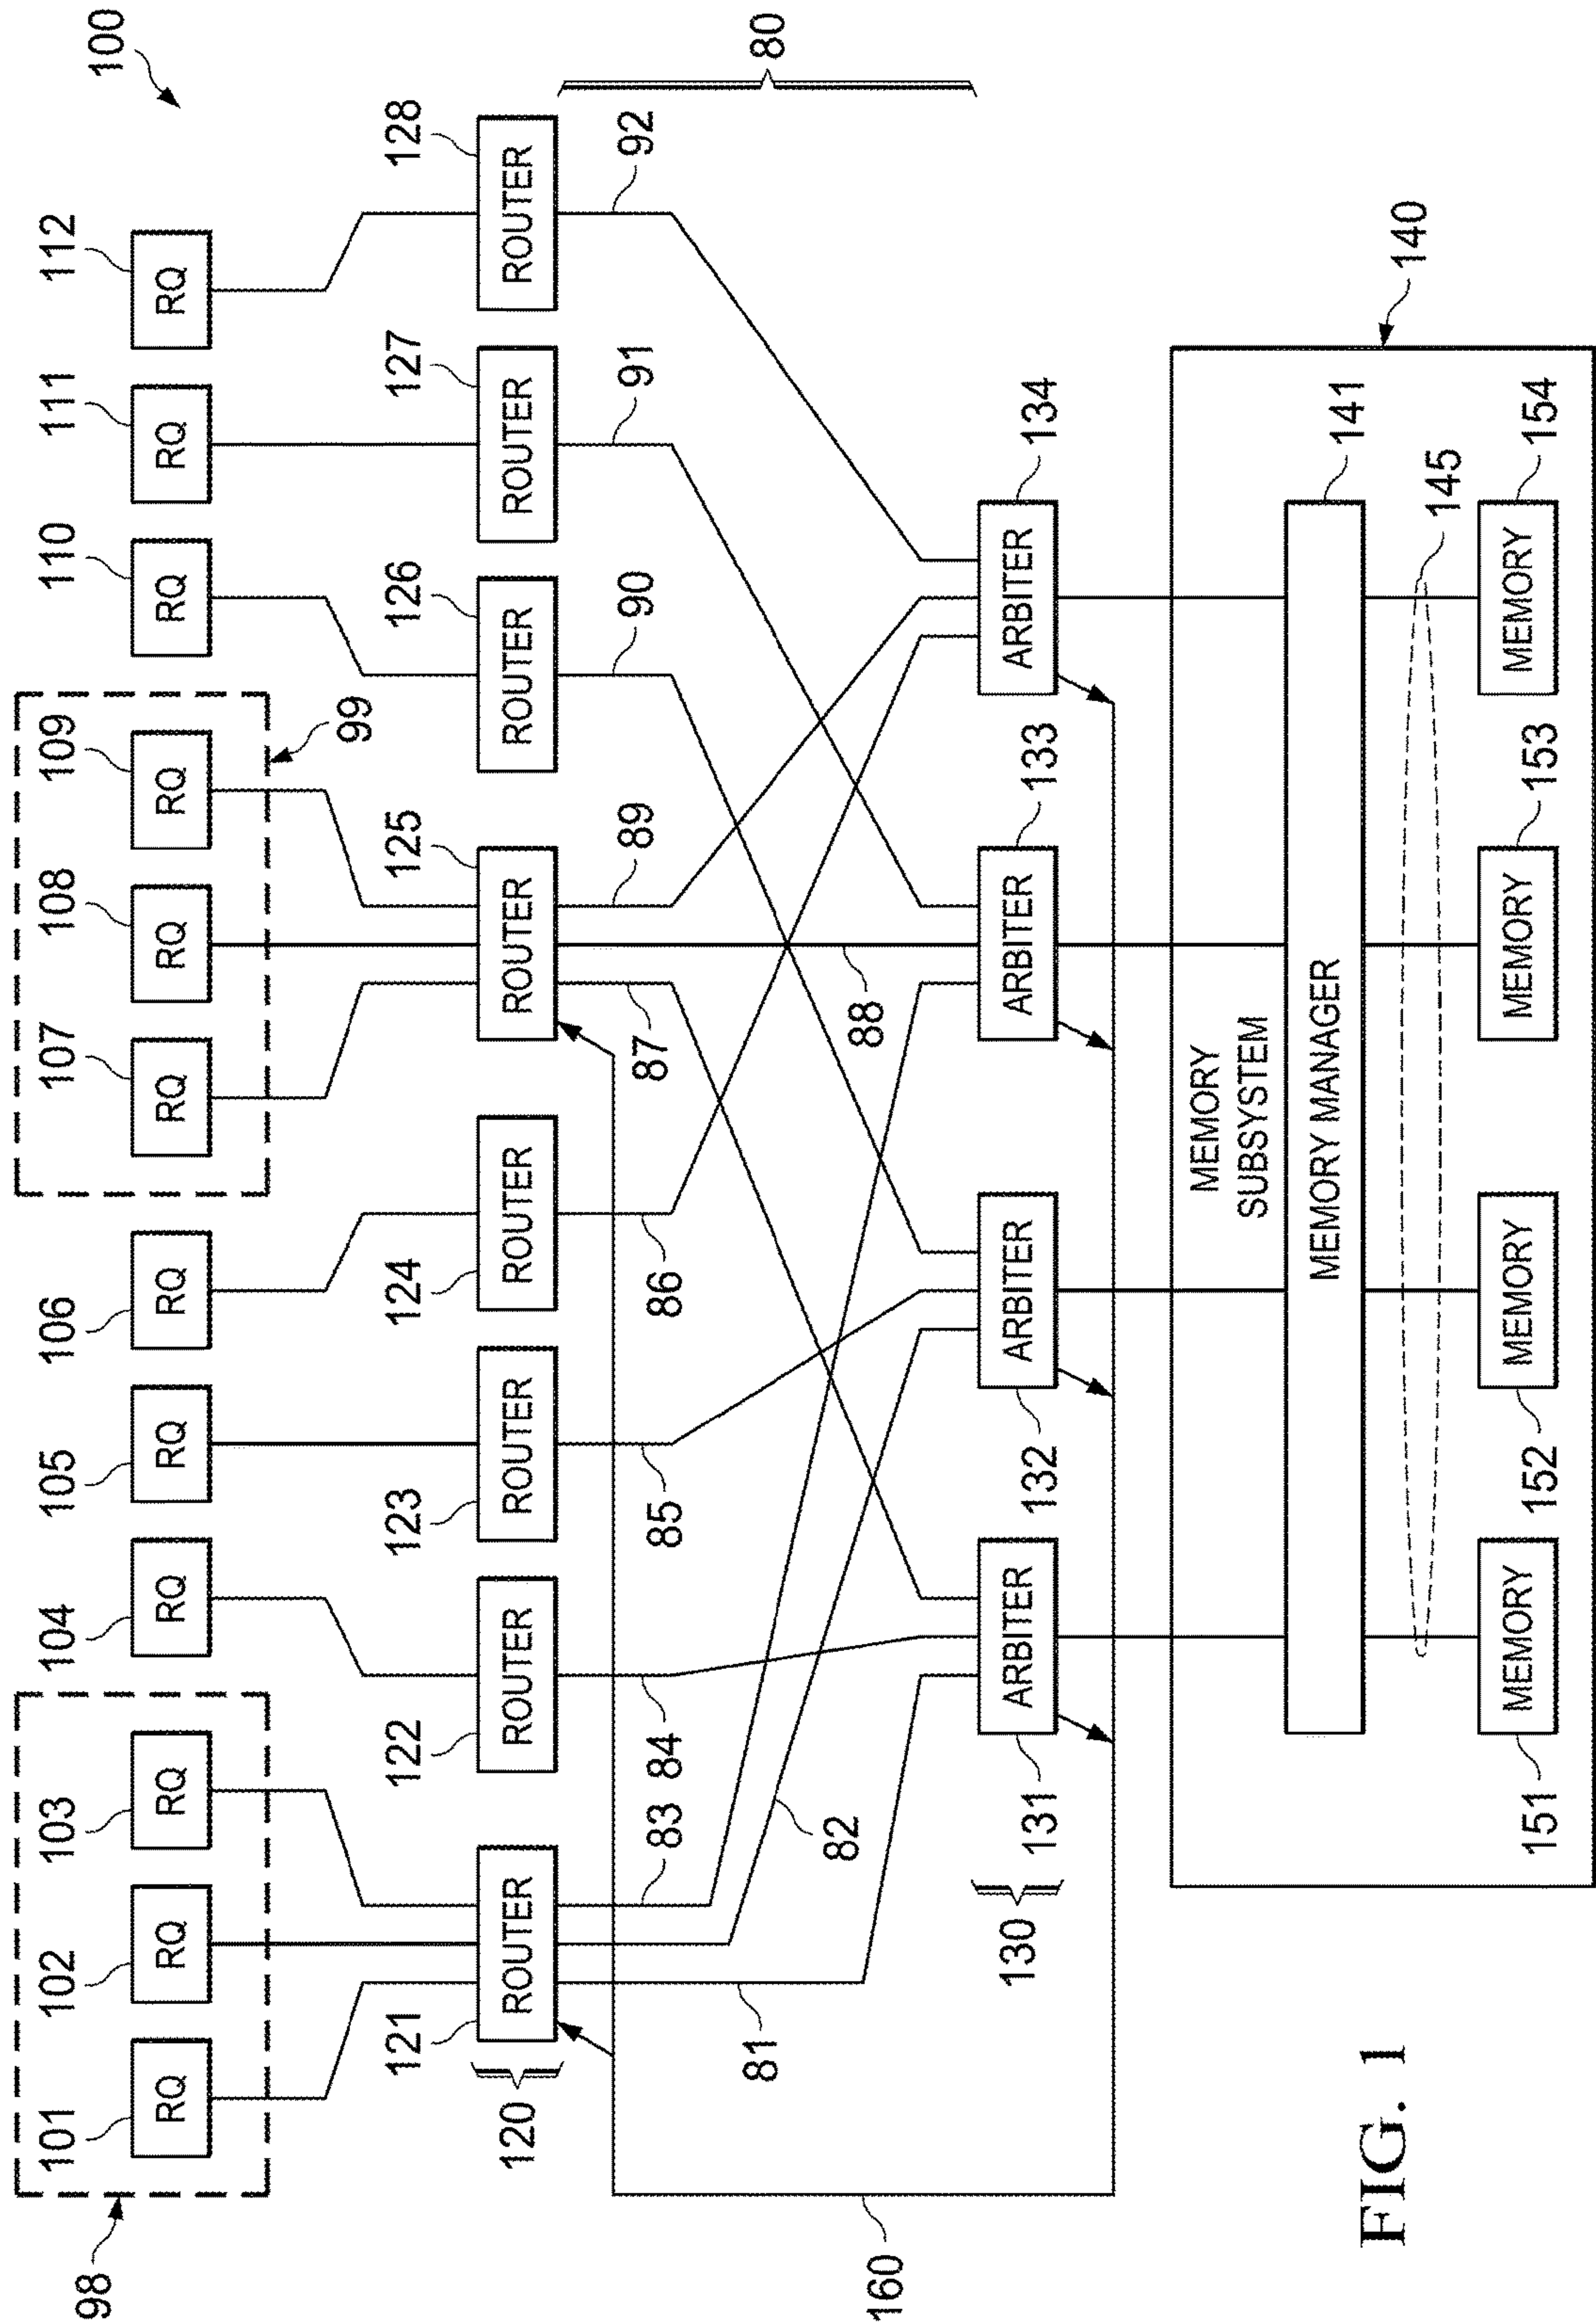 100
101 102 103 104 105 106 107 108 109 110 111 112
RQ RQ RQ RQ RQ RQ RQ RQ RQ RQ RQ RQ
98 99
121 122 123 124 125 126 127 128
120 ROUTER ROUTER ROUTER ROUTER ROUTER ROUTER ROUTER ROUTER
83 84 85 86 87 89 90 91 92
80
81 82 88
160
130 131 132 133 134
ARBITER ARBITER ARBITER ARBITER
140
MEMORY
SUBSYSTEM
MEMORY MANAGER 141
145
151 152 153 154
MEMORY MEMORY MEMORY MEMORY
FIG. 1